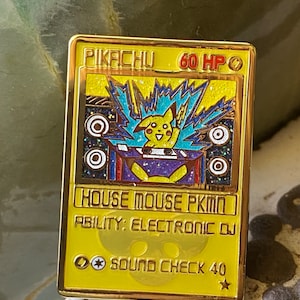 PIKACHU 60 HP
HOUSE MOUSE PKMN
ABILITY: ELECTRONIC DJ
SOUND CHECK 40